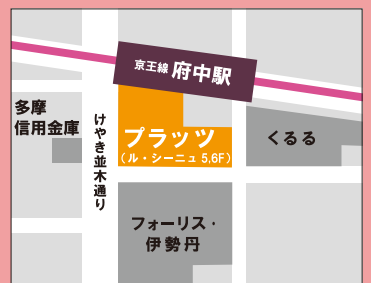 京王線 府中駅
多摩
信用金庫
けやき並木通り
プラッツ
（ル・シーニュ 5.6F）
くるる
フォーリス・
伊勢丹